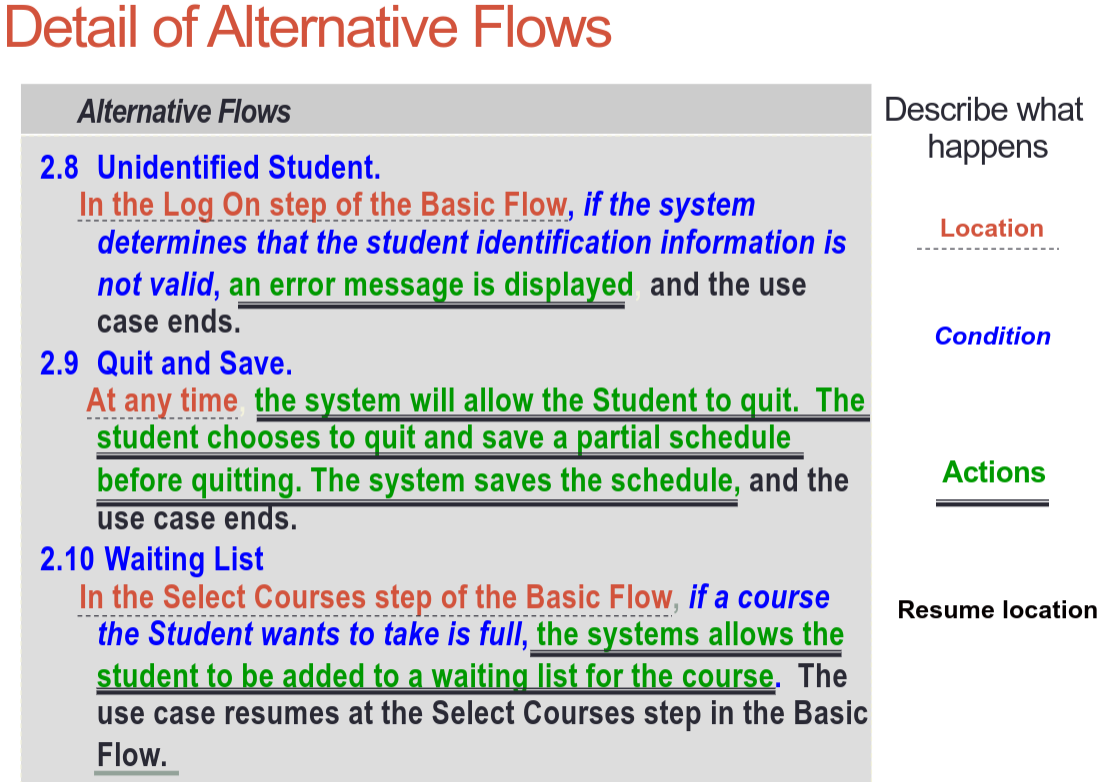 Detail of Alternative Flows
Alternative Flows
2.8 Unidentified Student.
In the Log On step of the Basic Flow, if the system
determines that the student identification information is
not valid, an error message is displayed, and the use
case ends.
2.9 Quit and Save.
At any time, the system will allow the Student to quit. The
student chooses to quit and save a partial schedule
before quitting. The system saves the schedule, and the
use case ends.
2.10 Waiting List
In the Select Courses step of the Basic Flow, if a course
the Student wants to take is full, the systems allows the
student to be added to a waiting list for the course. The
use case resumes at the Select Courses step in the Basic
Flow.
Describe what
happens
Location
Condition
Actions
Resume location